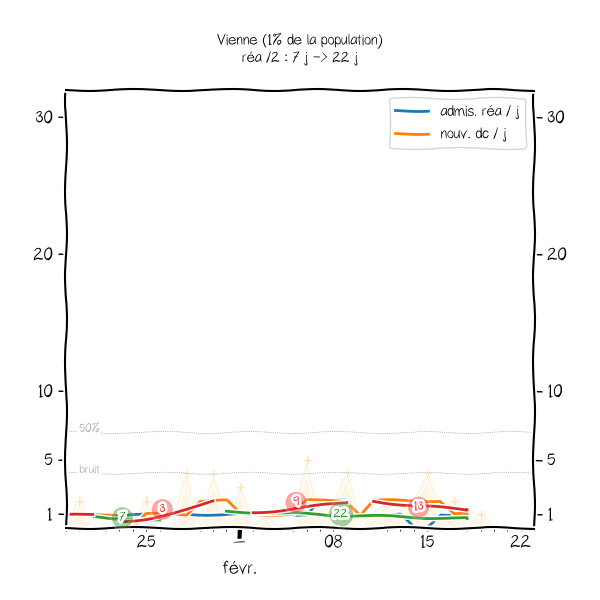 Vienne (1% de la population)
réa /2 : 7 j -> 22 j
admis. réa / j
nouv. dc / j
30 30
20 20
10 10
50%
5 5
bruit
1 7 3 9 22 13 1
25 1 08 15 22
févr.